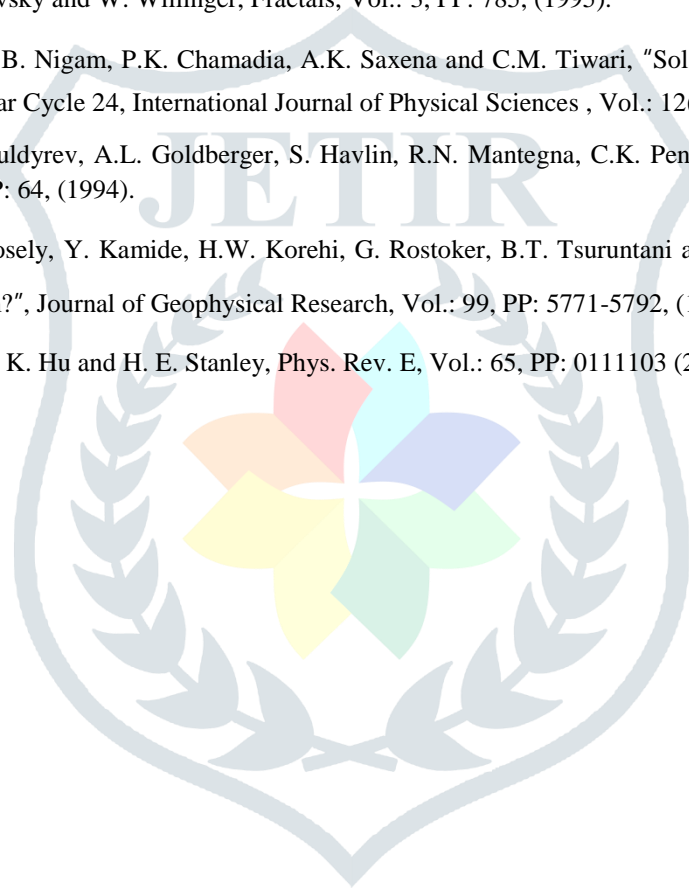 vsky and W. Willinger, Fractals, Vol.: 3, PP: 785, (1995).
B. Nigam, P.K. Chamadia, A.K. Saxena and C.M. Tiwari, "Sol
ar Cycle 24, International Journal of Physical Sciences , Vol.: 12(
uldyrev, A.L. Goldberger, S. Havlin, R.N. Mantegna, C.K. Pen
P: 64, (1994).
JETIR
osely, Y. Kamide, H.W. Korehi, G. Rostoker, B.T. Tsuruntani a
n?", Journal of Geophysical Research, Vol.: 99, PP: 5771-5792, (1
K. Hu and H. E. Stanley, Phys. Rev. E, Vol.: 65, PP: 0111103 (2